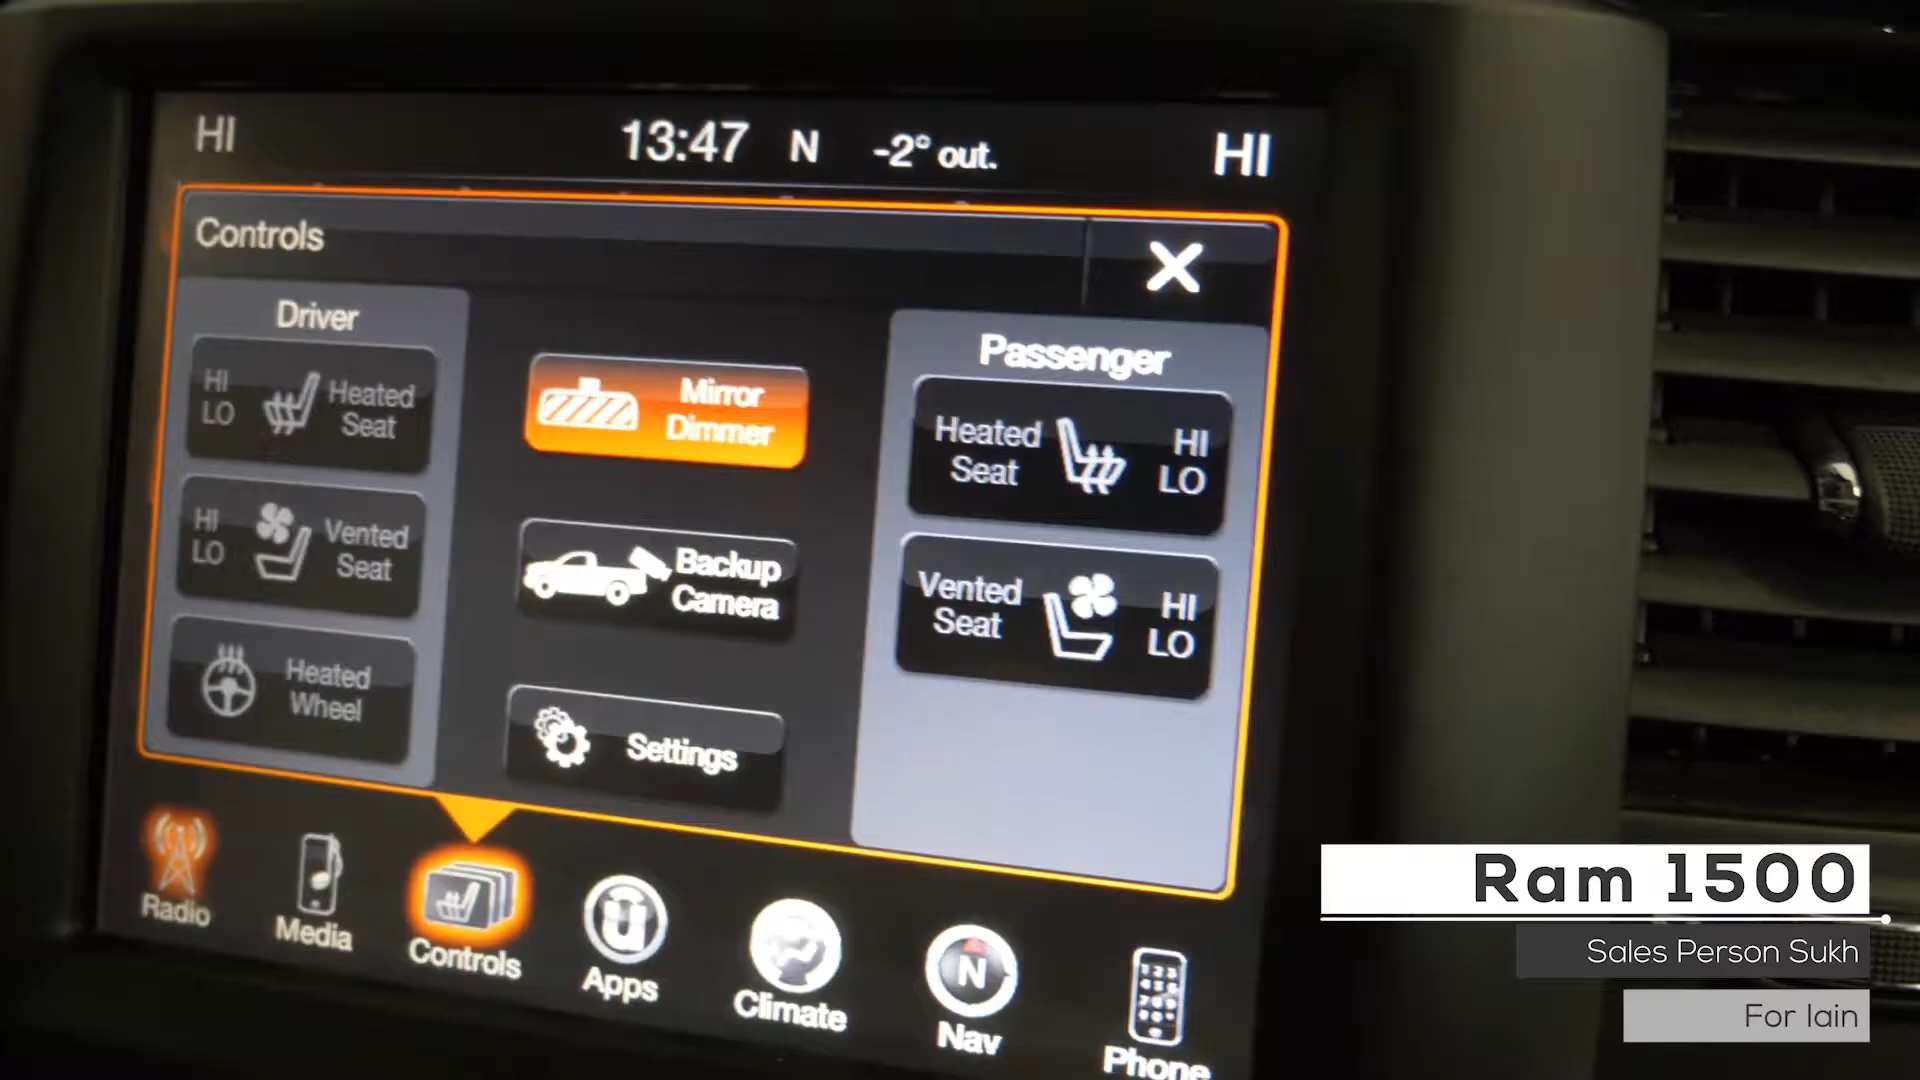 HI 13:47 N -2° out. HI
Controls
Driver
HI
LO
Heated
Seat
HI
LO
Vented
Seat
Heated
Wheel
Mirror
Dimmer
Backup
Camera
Settings
Passenger
Heated
Seat
HI
LO
Vented
Seat
HI
LO
Radio
Media
Controls
Apps
Climate
N
Nav
Phone
Ram 1500
Sales Person Sukh
For Iain